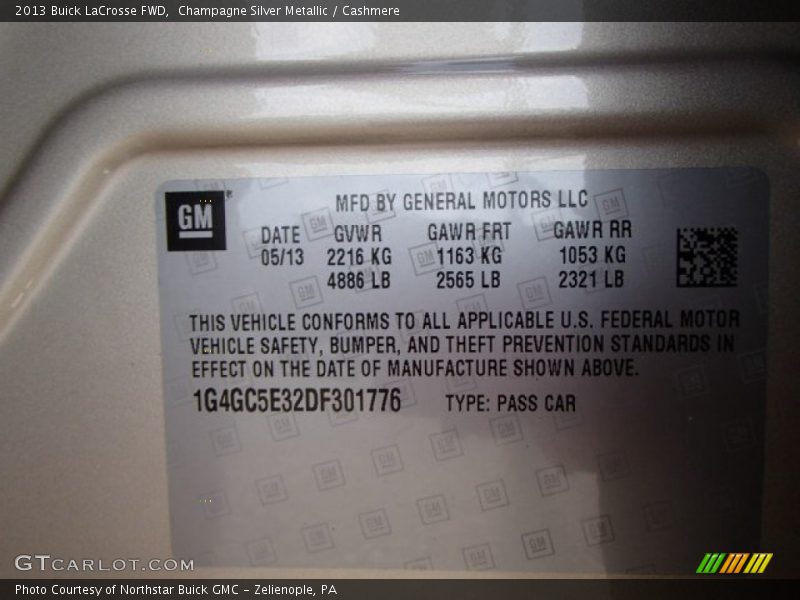 2013 Buick LaCrosse FWD, Champagne Silver Metallic / Cashmere
GM
MFD BY GENERAL MOTORS LLC
DATE GVWR GAWR FRT GAWR RR
05/13 2216 KG 1163 KG 1053 KG
4886 LB 2565 LB 2321 LB
THIS VEHICLE CONFORMS TO ALL APPLICABLE U.S. FEDERAL MOTOR
VEHICLE SAFETY, BUMPER, AND THEFT PREVENTION STANDARDS IN
EFFECT ON THE DATE OF MANUFACTURE SHOWN ABOVE.
1G4GC5E32DF301776 TYPE: PASS CAR
GTCARLOT.COM
Photo Courtesy of Northstar Buick GMC - Zelienople, PA